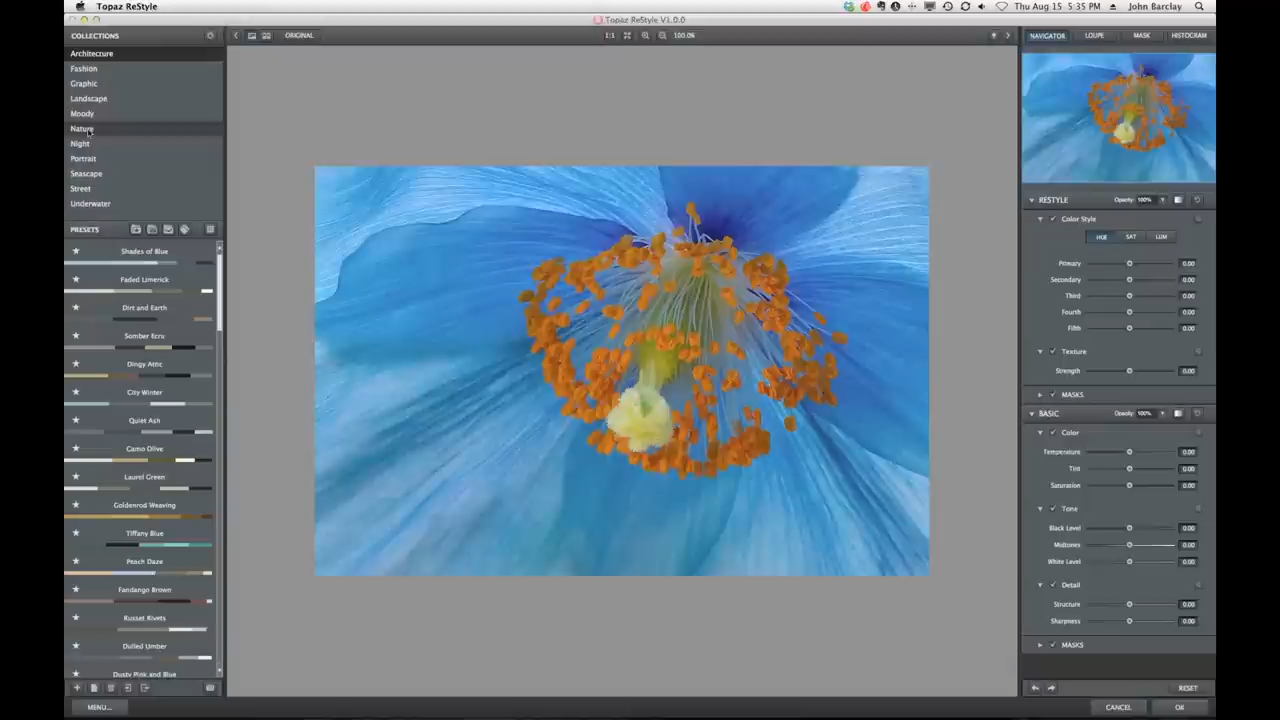 Topaz ReStyle
Thu Aug 15 5:35 PM
John Barclay
Topaz ReStyle V1.0.0
COLLECTIONS
ORIGINAL
1:1
100.0%
NAVIGATOR
LOUPE
MASK
HISTOGRAM
Architecture
Fashion
Graphic
Landscape
Moody
Nature
Night
Portrait
Seascape
Street
Underwater
PRESETS
Shades of Blue
Faded Limerick
Dirt and Earth
Somber Ecru
Dingy Attic
City Winter
Quiet Ash
Camo Olive
Laurel Green
Goldenrod Weaving
Tiffany Blue
Peach Daze
Fandango Brown
Russet Rivets
Dulled Umber
Dusty Pink and Blue
MENU...
RESTYLE Opacity: 100%
Color Style
HUE SAT LUM
Primary 0.00
Secondary 0.00
Third 0.00
Fourth 0.00
Fifth 0.00
Texture
Strength 0.00
MASKS
BASIC Opacity: 100%
Color
Temperature 0.00
Tint 0.00
Saturation 0.00
Tone
Black Level 0.00
Midtones 0.00
White Level 0.00
Detail
Structure 0.00
Sharpness 0.00
MASKS
RESET
CANCEL OK